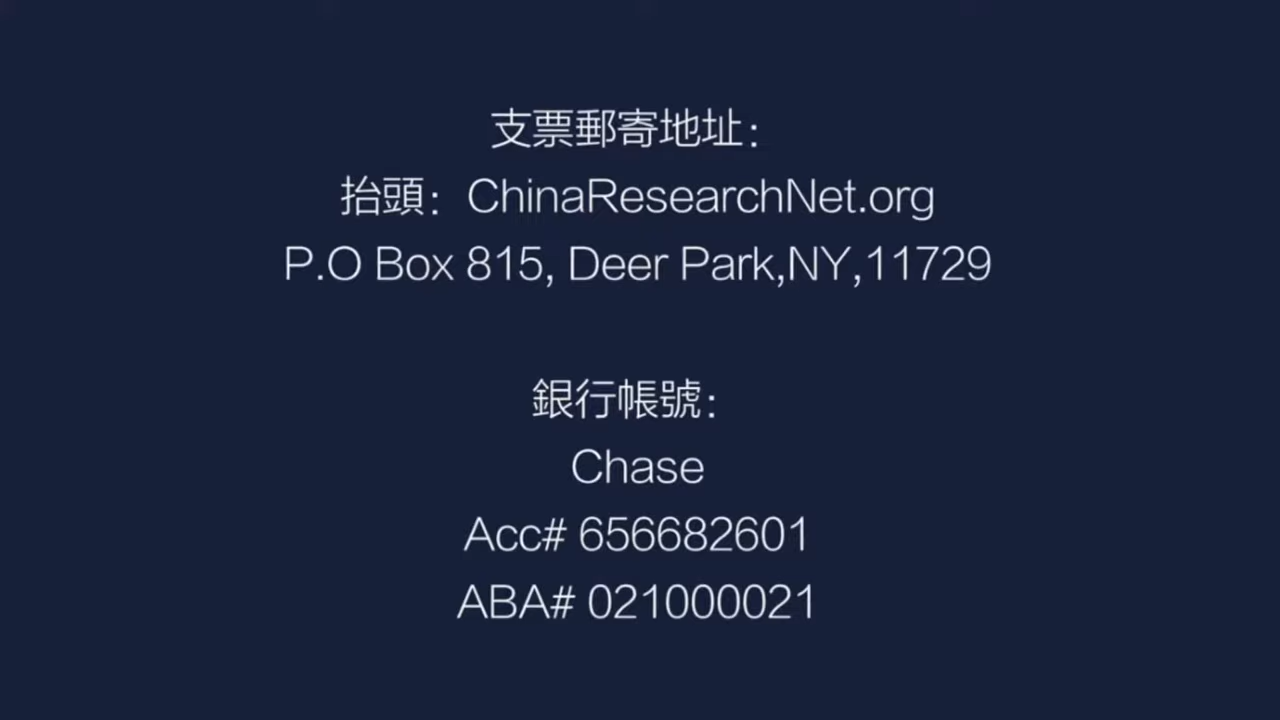 支票郵寄地址：
抬頭：ChinaResearchNet.org
P.O Box 815, Deer Park,NY,11729
銀行帳號：
Chase
Acc# 656682601
ABA# 021000021